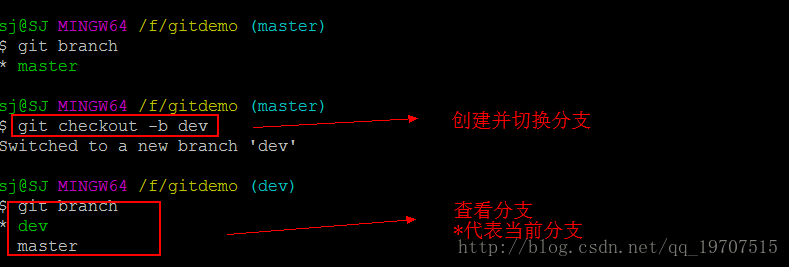 sj@SJ MINGW64 /f/gitdemo (master)
$ git branch
* master
sj@SJ MINGW64 /f/gitdemo (master)
$ git checkout -b dev 创建并切换分支
Switched to a new branch 'dev'
sj@SJ MINGW64 /f/gitdemo (dev)
$ git branch 查看分支
* dev *代表当前分支
master http://blog.csdn.net/qq_19707515